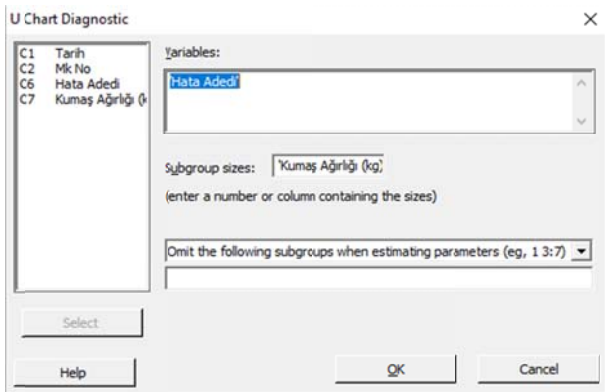 U Chart Diagnostic
C1 Tarih
C2 Mk No
C6 Hata Adedi
C7 Kumaş Ağırlığı (k
Variables:
'Hata Adedi'
Subgroup sizes: 'Kumaş Ağırlığı (kg)
(enter a number or column containing the sizes)
Omit the following subgroups when estimating parameters (eg, 1 3:7)
Select
Help
OK
Cancel